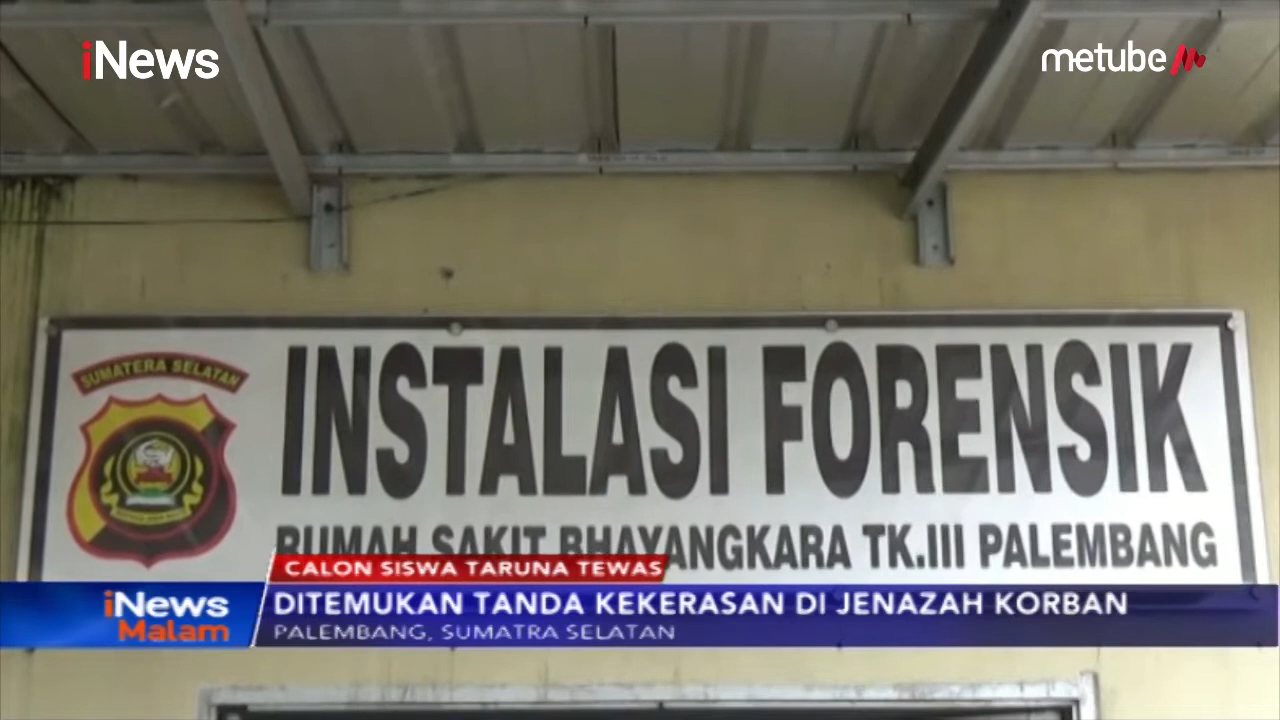 iNews
metube
SUMATERA SELATAN
INSTALASI FORENSIK
RUMAH SAKIT BHAYANGKARA TK.III PALEMBANG
CALON SISWA TARUNA TEWAS
iNews
Malam
DITEMUKAN TANDA KEKERASAN DI JENAZAH KORBAN
PALEMBANG, SUMATRA SELATAN